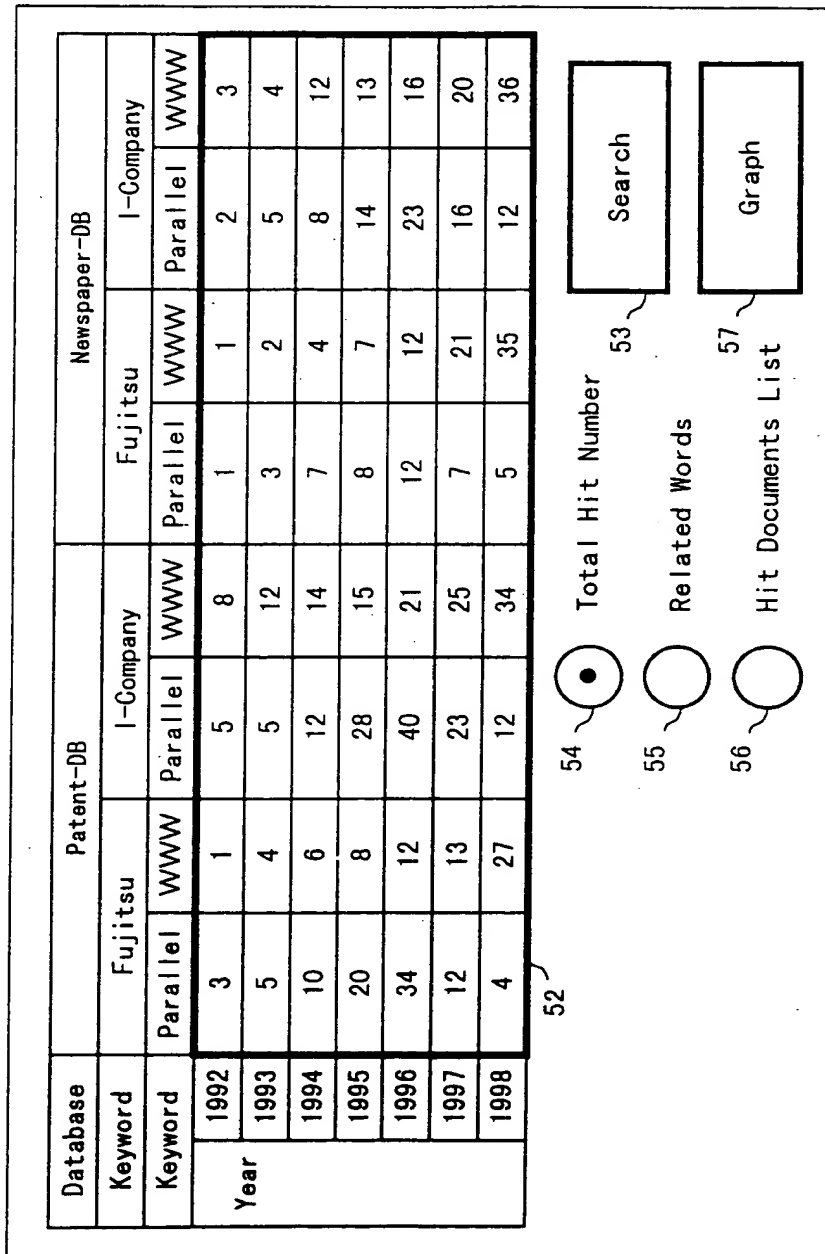 Database Patent-DB Newspaper-DB
Keyword Fujitsu I-Company Fujitsu I-Company
Keyword Parallel WWW Parallel WWW Parallel WWW Parallel WWW
Year
1992 3 1 5 8 1 1 2 3
1993 5 4 5 12 3 2 5 4
1994 10 6 12 14 7 4 8 12
1995 20 8 28 15 8 7 14 13
1996 34 12 40 21 12 12 23 16
1997 12 13 23 25 7 21 16 20
1998 4 27 12 34 5 35 12 36
52
54 Total Hit Number
53 Search
55 Related Words
56 Hit Documents List
57 Graph